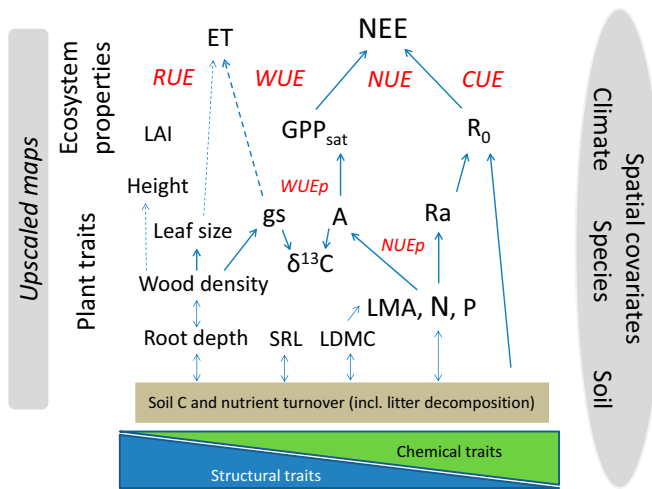 ET
NEE
RUE
WUE
NUE
CUE
LAI
GPPsat
R0
Height
WUEp
Leaf size
gs
A
Ra
NUEp
δ¹³C
Wood density
LMA, N, P
Root depth
SRL
LDMC
Soil C and nutrient turnover (incl. litter decomposition)
Chemical traits
Structural traits
Upscaled maps
Ecosystem
properties
Plant traits
Climate
Species
Soil
Spatial covariates